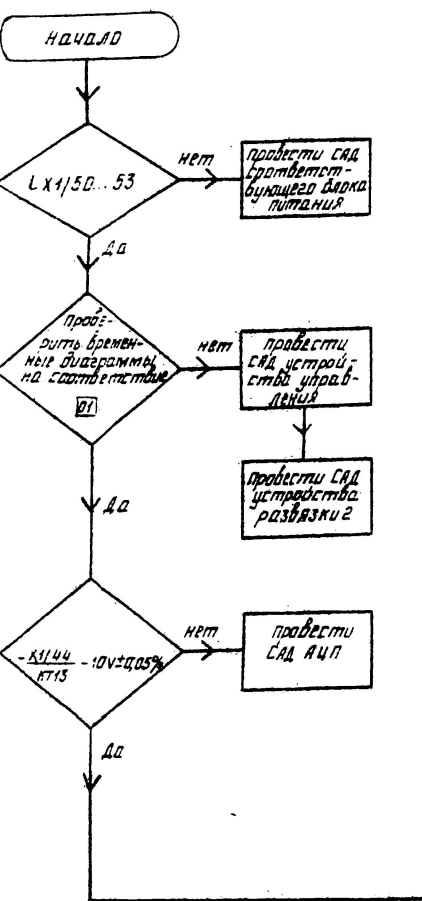 Начало
L X1/50...53
нет
провести САД
соответст-
вующего блока
питания
Да
прове-
рить времен-
ные диаграммы
на соответствие
01
нет
провести
САД устрой-
ства управ-
ления
провести САД
устройства
развязки 2
Да
- X1/44
КТ13
-10V±0,05%
нет
провести
САД АЦП
Да